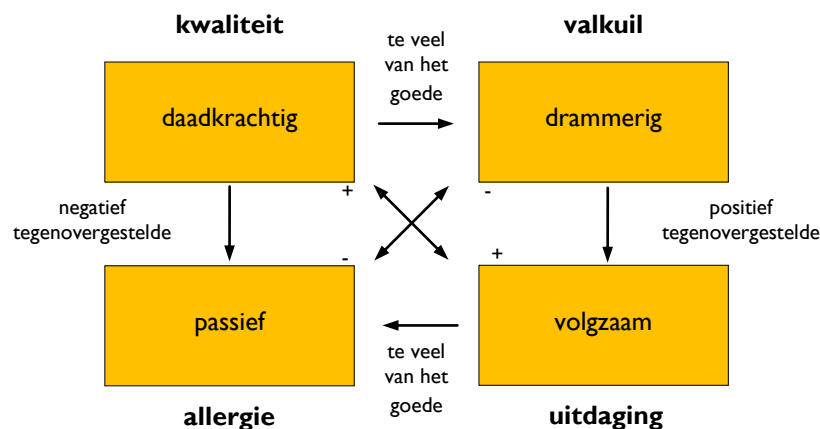 kwaliteit
valkuil
te veel
van het
goede
daadkrachtig
drammerig
+
-
negatief
tegenovergestelde
positief
tegenovergestelde
-
+
passief
volgzaam
te veel
van het
goede
allergie
uitdaging